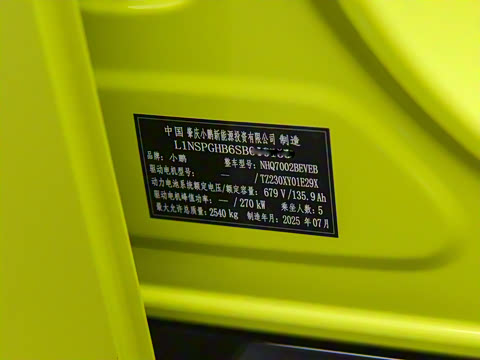 中国 肇庆小鹏新能源投资有限公司 制造
L1NSPGHB6SB
品牌：小鹏 整车型号：NHQ7002BEVEB
驱动电机型号： — /TZ230XY01E29X
动力电池系统额定电压/额定容量：679 V/135.9 Ah
驱动电机峰值功率： — /270 kW 乘坐人数：5
最大允许总质量：2540 kg 制造年月：2025 年 07 月